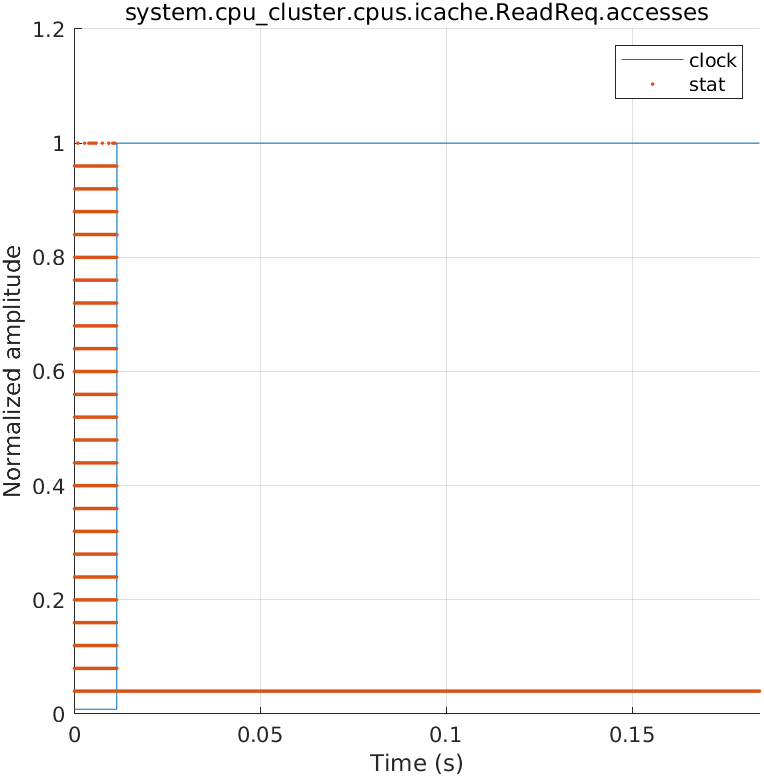 system.cpu_cluster.cpus.icache.ReadReq.accesses
1.2
clock
stat
1
0.8
Normalized amplitude
0.6
0.4
0.2
0
0 0.05 0.1 0.15
Time (s)